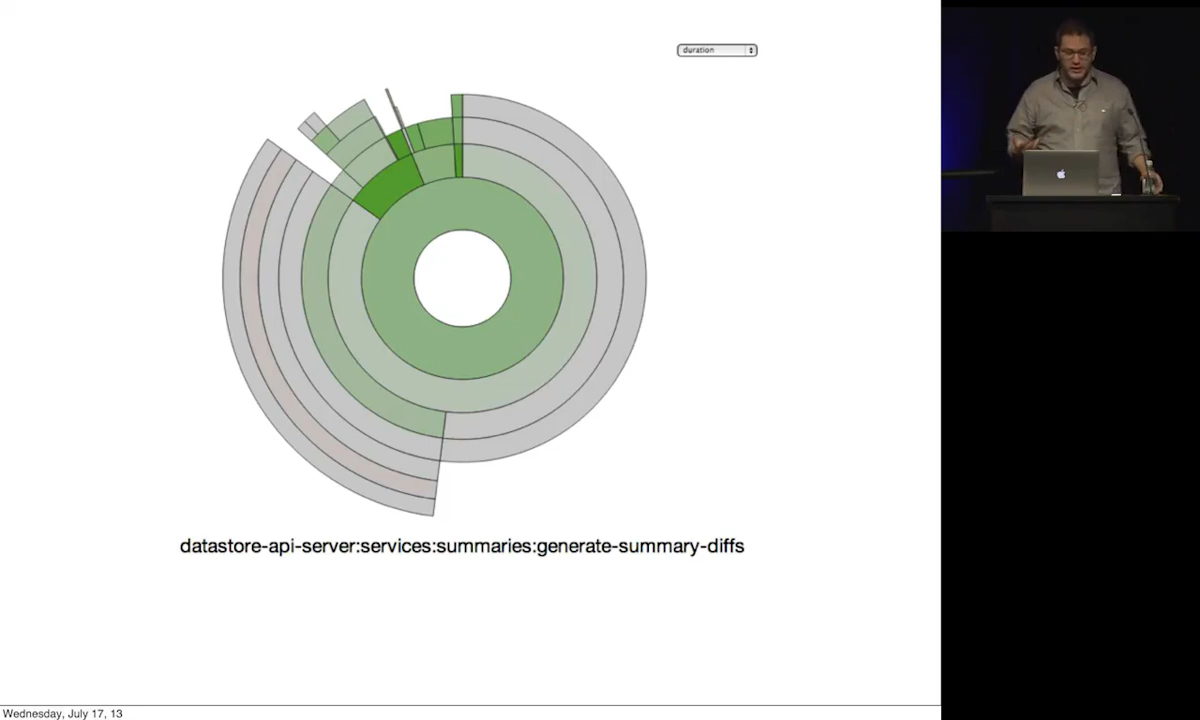 duration
datastore-api-server:services:summaries:generate-summary-diffs
Wednesday, July 17, 13